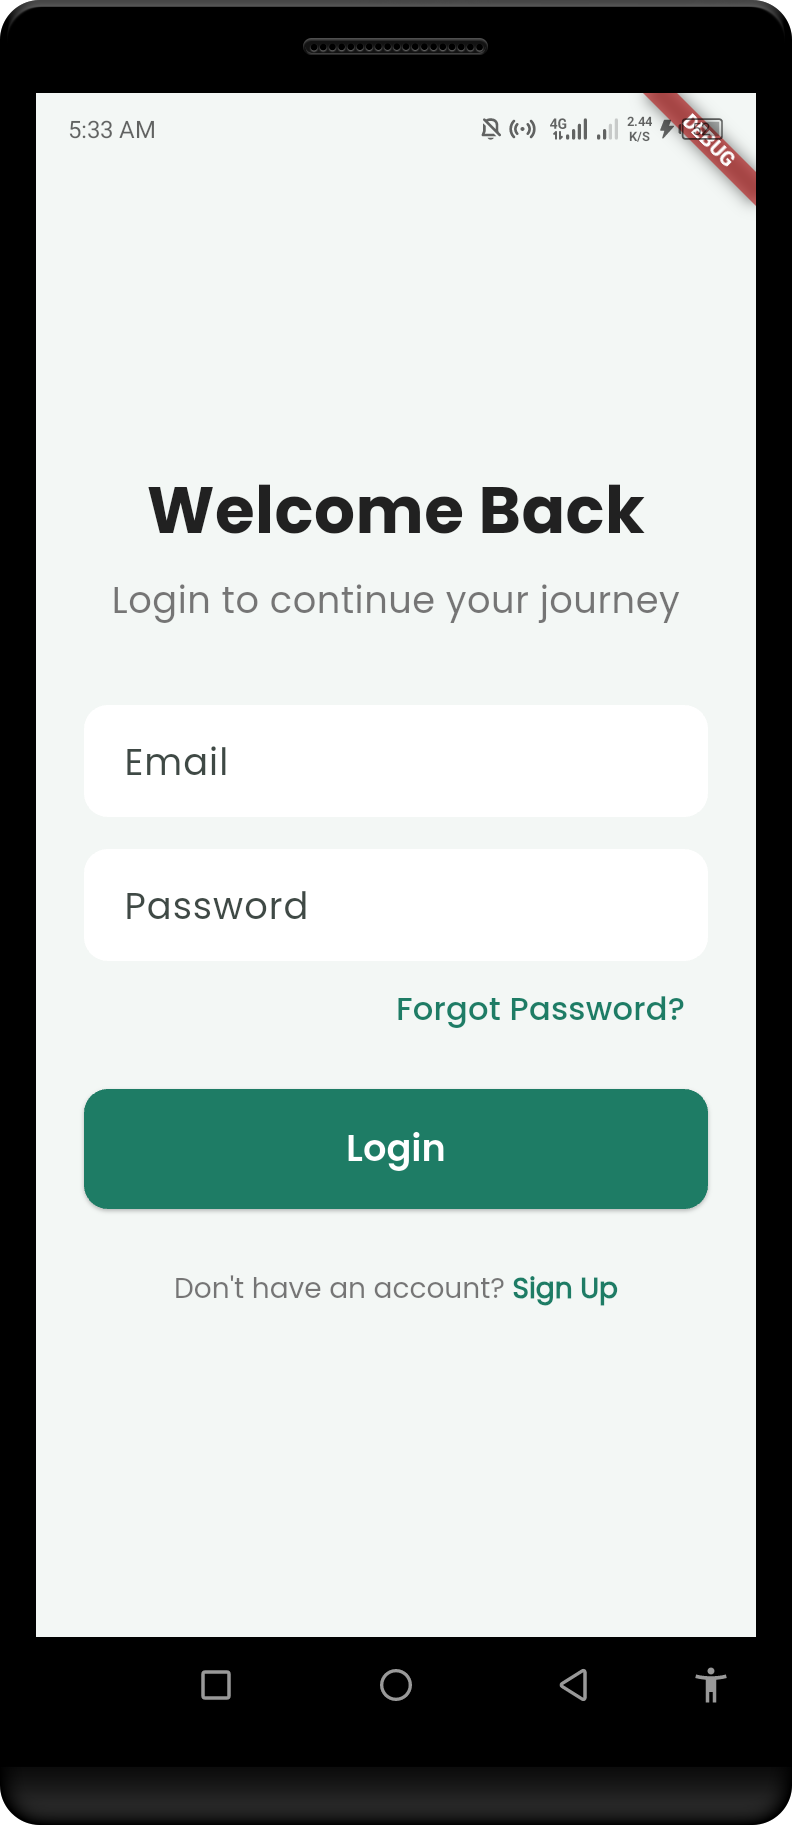 5:33 AM
4G
2.44
K/S
DEBUG
Welcome Back
Login to continue your journey
Email
Password
Forgot Password?
Login
Don't have an account? Sign Up